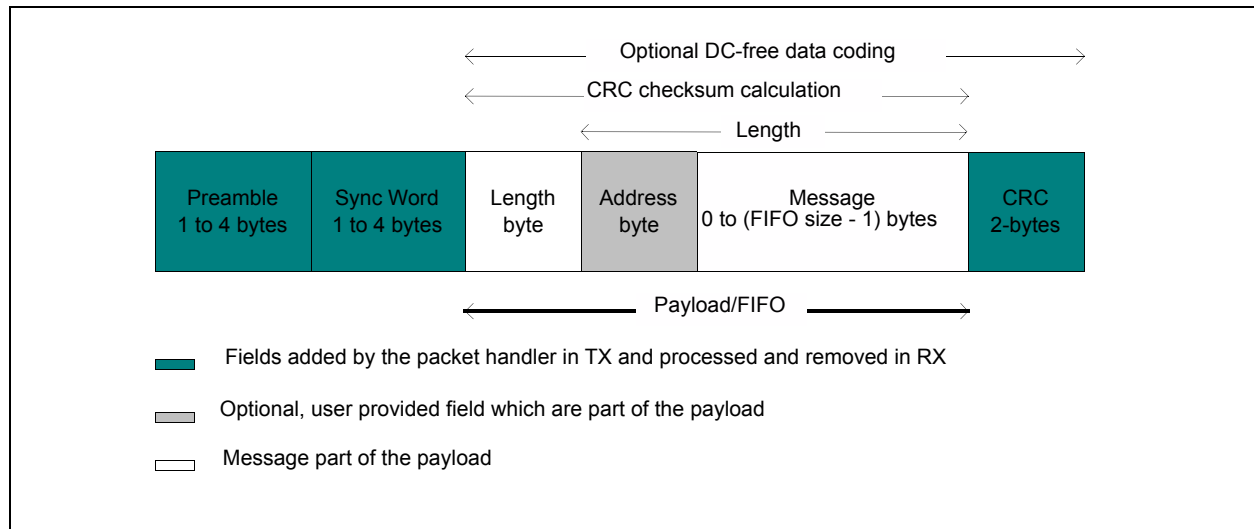 Optional DC-free data coding
CRC checksum calculation
Length
Preamble
1 to 4 bytes
Sync Word
1 to 4 bytes
Length
byte
Address
byte
Message
0 to (FIFO size - 1) bytes
CRC
2-bytes
Payload/FIFO
Fields added by the packet handler in TX and processed and removed in RX
Optional, user provided field which are part of the payload
Message part of the payload